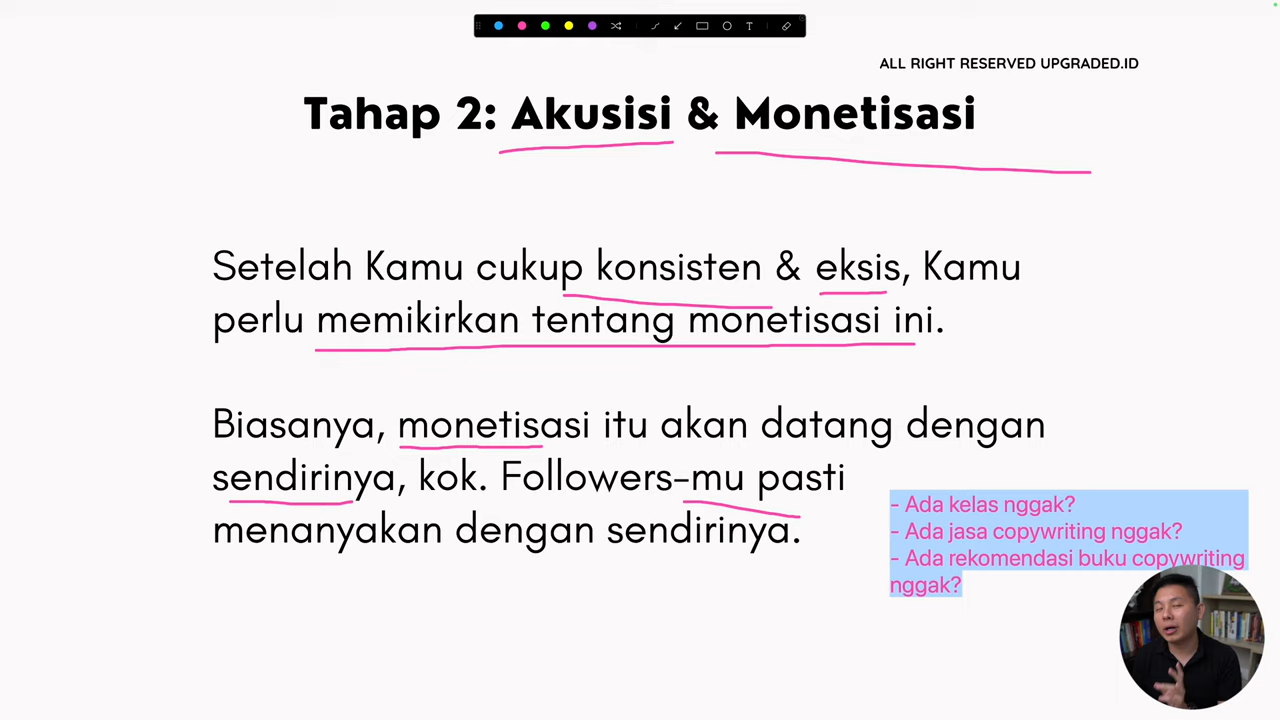 T
ALL RIGHT RESERVED UPGRADED.ID
Tahap 2: Akusisi & Monetisasi
Setelah Kamu cukup konsisten & eksis, Kamu
perlu memikirkan tentang monetisasi ini.
Biasanya, monetisasi itu akan datang dengan
sendirinya, kok. Followers-mu pasti
menanyakan dengan sendirinya.
- Ada kelas nggak?
- Ada jasa copywriting nggak?
- Ada rekomendasi buku copywriting
nggak?